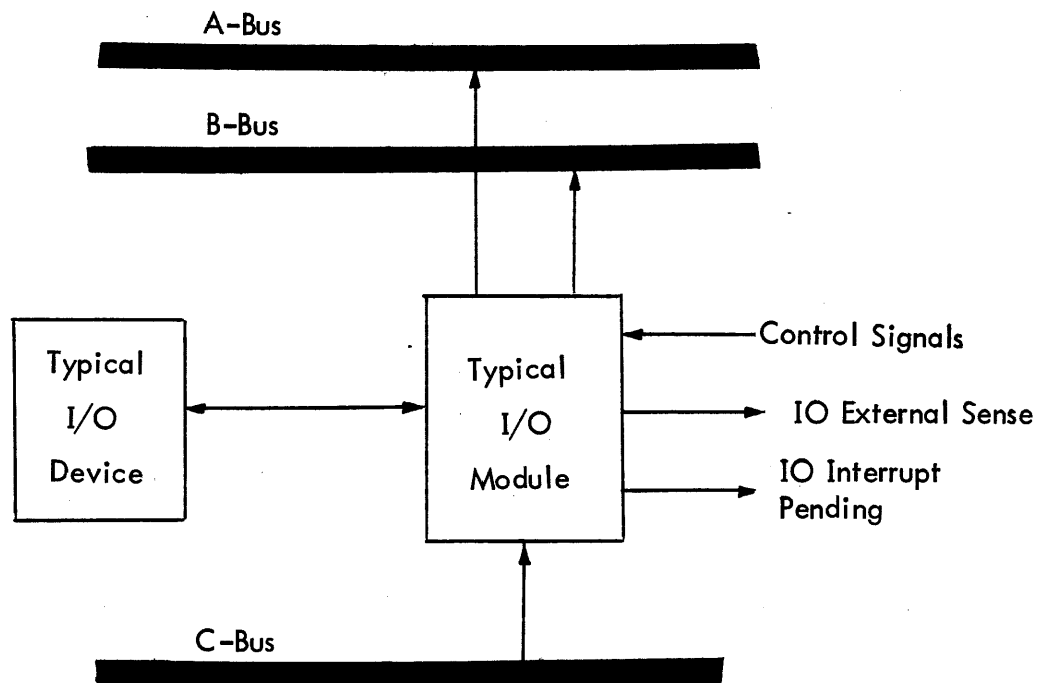 A-Bus
B-Bus
Typical
I/O
Device
Typical
I/O
Module
Control Signals
IO External Sense
IO Interrupt
Pending
C-Bus